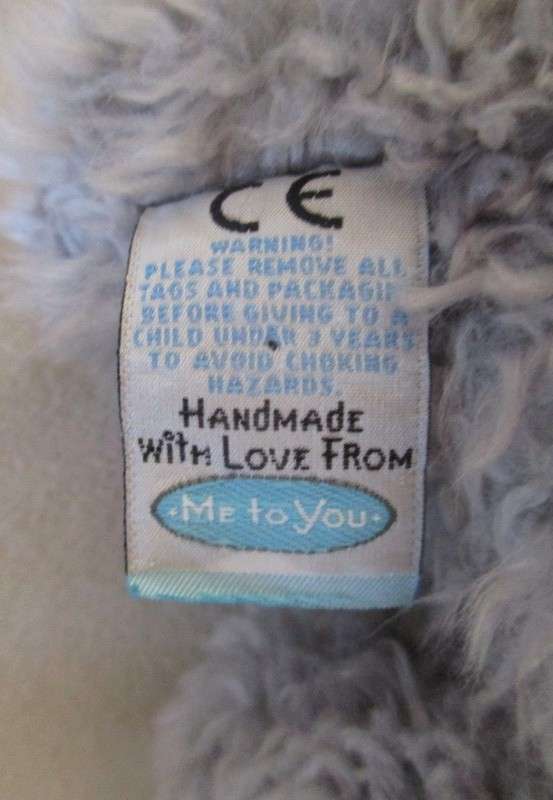 CE
WARNING!
PLEASE REMOVE ALL
TAGS AND PACKAGI
BEFORE GIVING TO A
CHILD UNDER 3 YEARS
TO AVOID CHOKING
HAZARDS.
HANdMAdE
WitH LOVE FROM
•ME to YOU•